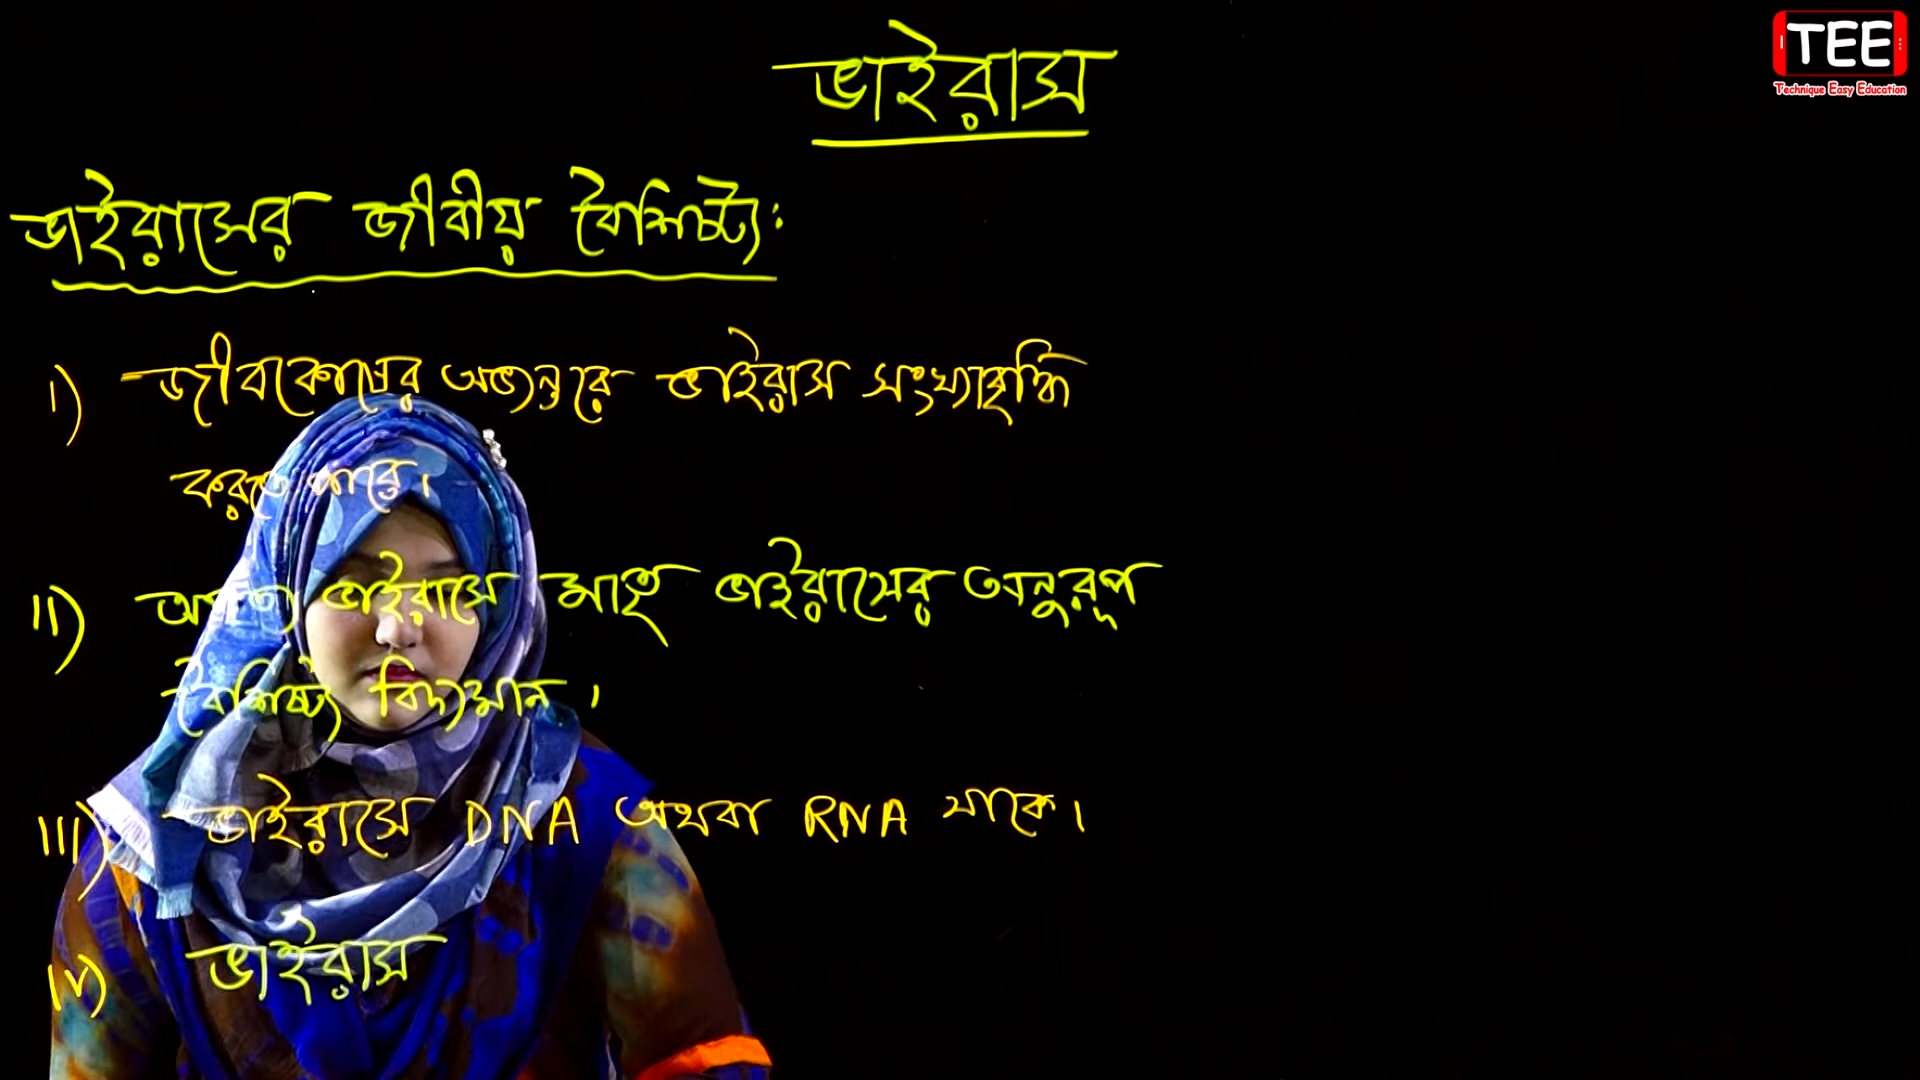 ভাইরাস
TEE
Technique Easy Education
ভাইরাসের জীবীয় বৈশিষ্ট্য:
i) জীবকোষের অভ্যন্তরে ভাইরাস সংখ্যাবৃদ্ধি
করতে পারে।
ii) অপত্য ভাইরাসে মাতৃ ভাইরাসের অনুরূপ
বৈশিষ্ট্য বিদ্যমান।
iii) ভাইরাসে DNA অথবা RNA থাকে।
iv) ভাইরাস